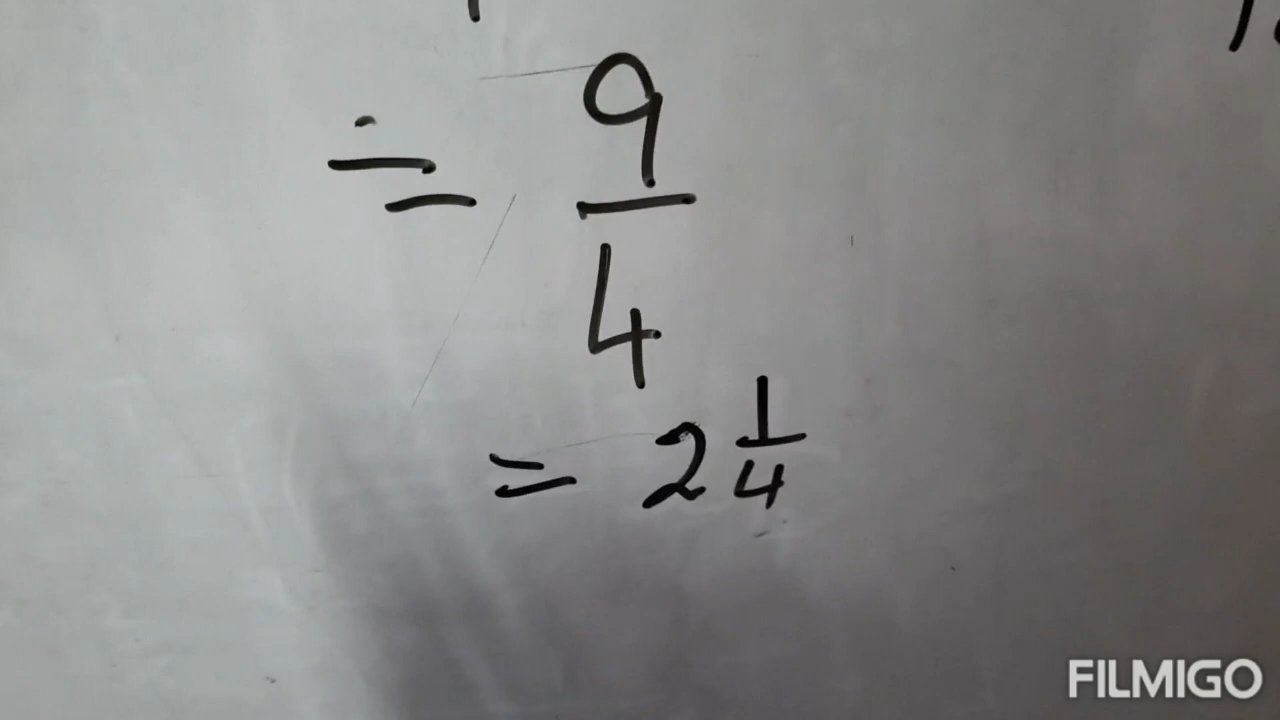 = 9/4
= 2 1/4
FILMIGO